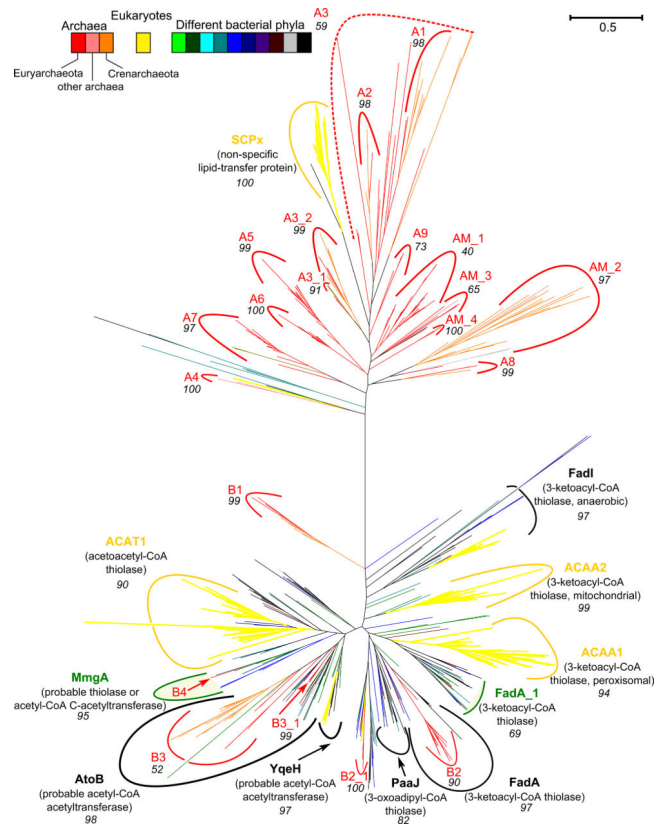 Archaea
Eukaryotes
Different bacterial phyla
Euryarchaeota
other archaea
Crenarchaeota
0.5
A3
59
A1
98
A2
98
SCPx
(non-specific
lipid-transfer protein)
100
A3_2
99
A5
99
A3_1
91
A9
73
AM_1
40
AM_3
65
AM_2
97
A6
100
A7
97
AM_4
100
A8
99
A4
100
B1
99
FadI
(3-ketoacyl-CoA
thiolase, anaerobic)
97
ACAT1
(acetoacetyl-CoA
thiolase)
90
ACAA2
(3-ketoacyl-CoA
thiolase, mitochondrial)
99
ACAA1
(3-ketoacyl-CoA
thiolase, peroxisomal)
94
MmgA
(probable thiolase or
acetyl-CoA C-acetyltransferase)
95
B4
FadA_1
(3-ketoacyl-CoA
thiolase)
69
B3_1
99
B3
52
AtoB
(probable acetyl-CoA
acetyltransferase)
98
YqeH
(probable acetyl-CoA
acetyltransferase)
97
B2_1
100
PaaJ
(3-oxoadipyl-CoA
thiolase)
82
B2
90
FadA
(3-ketoacyl-CoA thiolase)
97